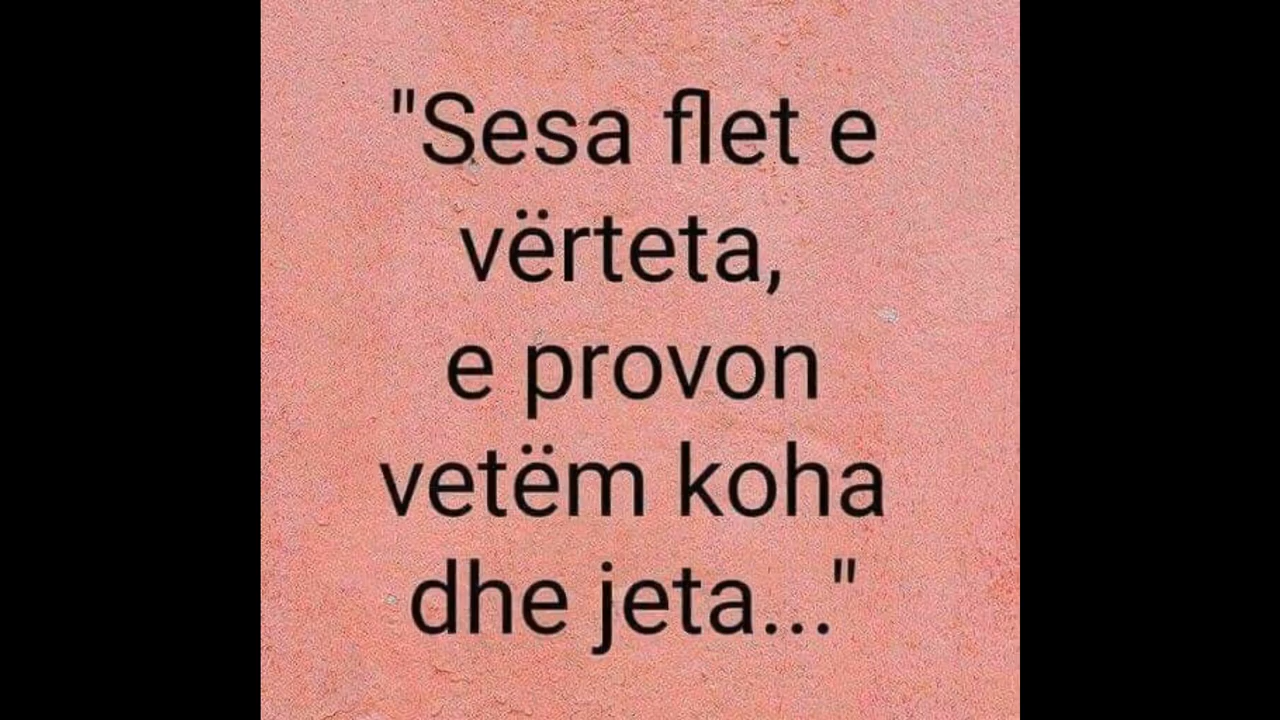 "Sesa flet e
vërteta,
e provon
vetëm koha
dhe jeta..."